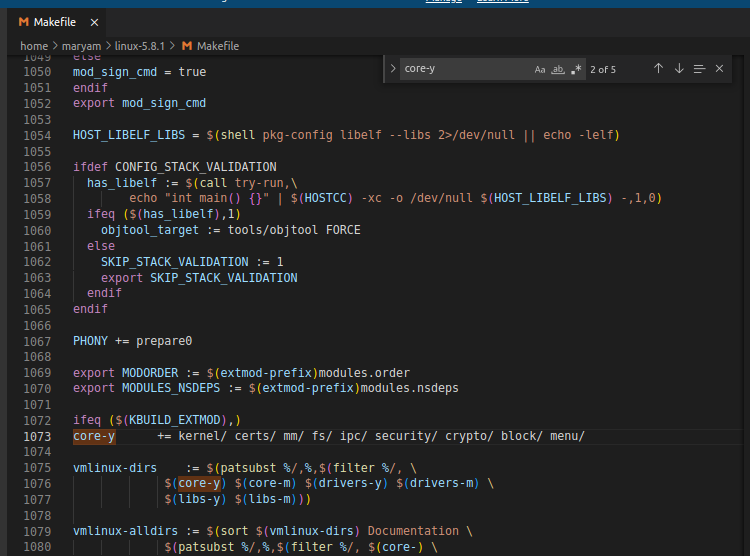 Manage Learn More
Makefile
home > maryam > linux-5.8.1 > Makefile
core-y Aa ab .* 2 of 5
1049 else
1050 mod_sign_cmd = true
1051 endif
1052 export mod_sign_cmd
1053
1054 HOST_LIBELF_LIBS = $(shell pkg-config libelf --libs 2>/dev/null || echo -lelf)
1055
1056 ifdef CONFIG_STACK_VALIDATION
1057 has_libelf := $(call try-run,\
1058 echo "int main() {}" | $(HOSTCC) -xc -o /dev/null $(HOST_LIBELF_LIBS) -,1,0)
1059 ifeq ($(has_libelf),1)
1060 objtool_target := tools/objtool FORCE
1061 else
1062 SKIP_STACK_VALIDATION := 1
1063 export SKIP_STACK_VALIDATION
1064 endif
1065 endif
1066
1067 PHONY += prepare0
1068
1069 export MODORDER := $(extmod-prefix)modules.order
1070 export MODULES_NSDEPS := $(extmod-prefix)modules.nsdeps
1071
1072 ifeq ($(KBUILD_EXTMOD),)
1073 core-y += kernel/ certs/ mm/ fs/ ipc/ security/ crypto/ block/ menu/
1074
1075 vmlinux-dirs := $(patsubst %/,%,$(filter %/, \
1076 $(core-y) $(core-m) $(drivers-y) $(drivers-m) \
1077 $(libs-y) $(libs-m)))
1078
1079 vmlinux-alldirs := $(sort $(vmlinux-dirs) Documentation \
1080 $(patsubst %/,%,$(filter %/, $(core-) \